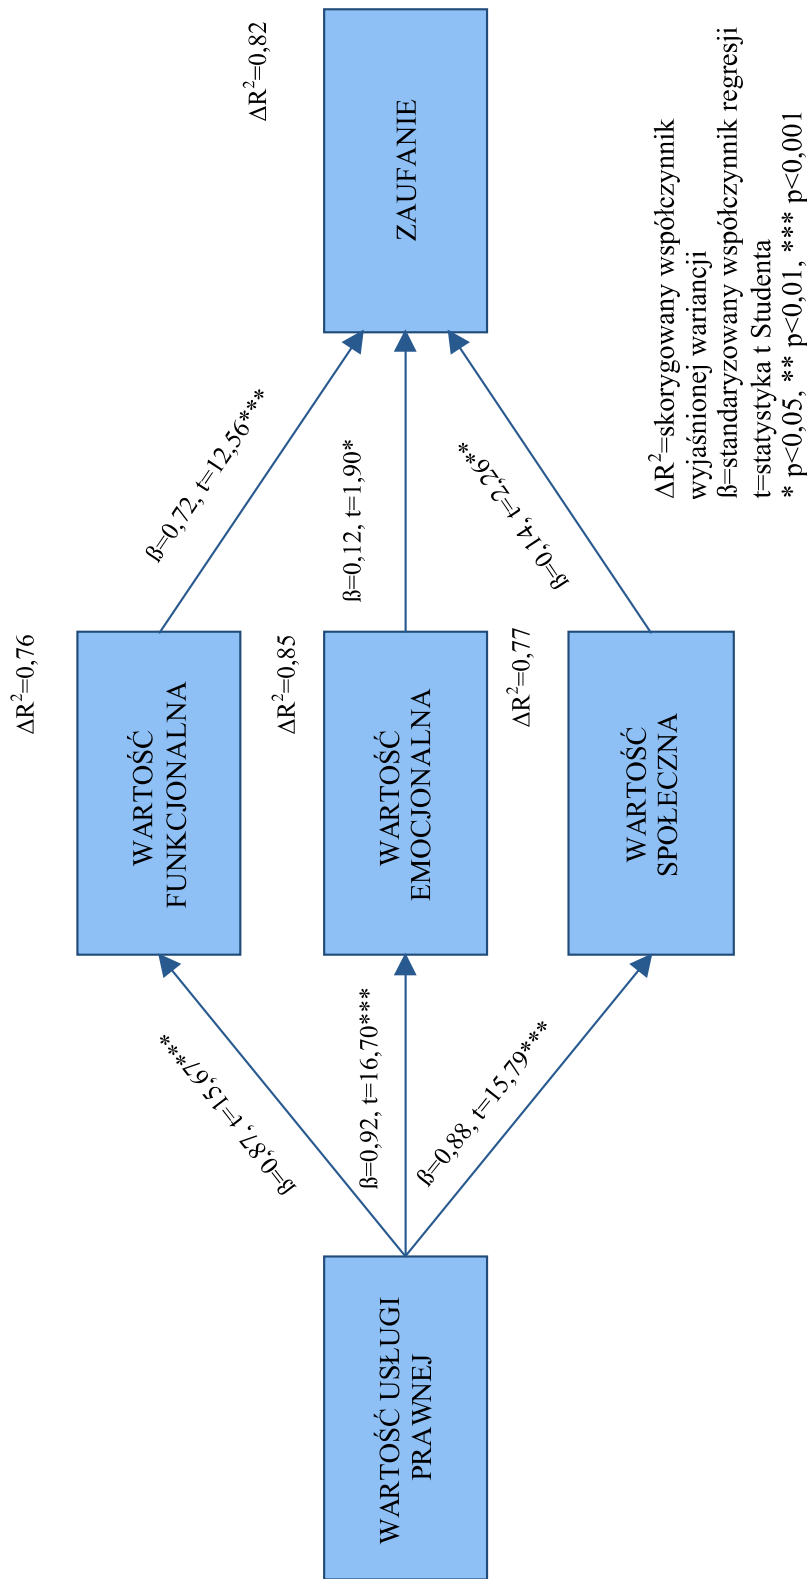 WARTOŚĆ USŁUGI
PRAWNEJ
ß=0,87, t=15,67***
ß=0,92, t=16,70***
ß=0,88, t=15,79***
ΔR²=0,76
WARTOŚĆ
FUNKCJONALNA
ΔR²=0,85
WARTOŚĆ
EMOCJONALNA
ΔR²=0,77
WARTOŚĆ
SPOŁECZNA
ß=0,72, t=12,56***
ß=0,12, t=1,90*
ß=0,14, t=2,26**
ΔR²=0,82
ZAUFANIE
ΔR²=skorygowany współczynnik
wyjaśnionej wariancji
ß=standaryzowany współczynnik regresji
t=statystyka t Studenta
* p<0,05, ** p<0,01, *** p<0,001